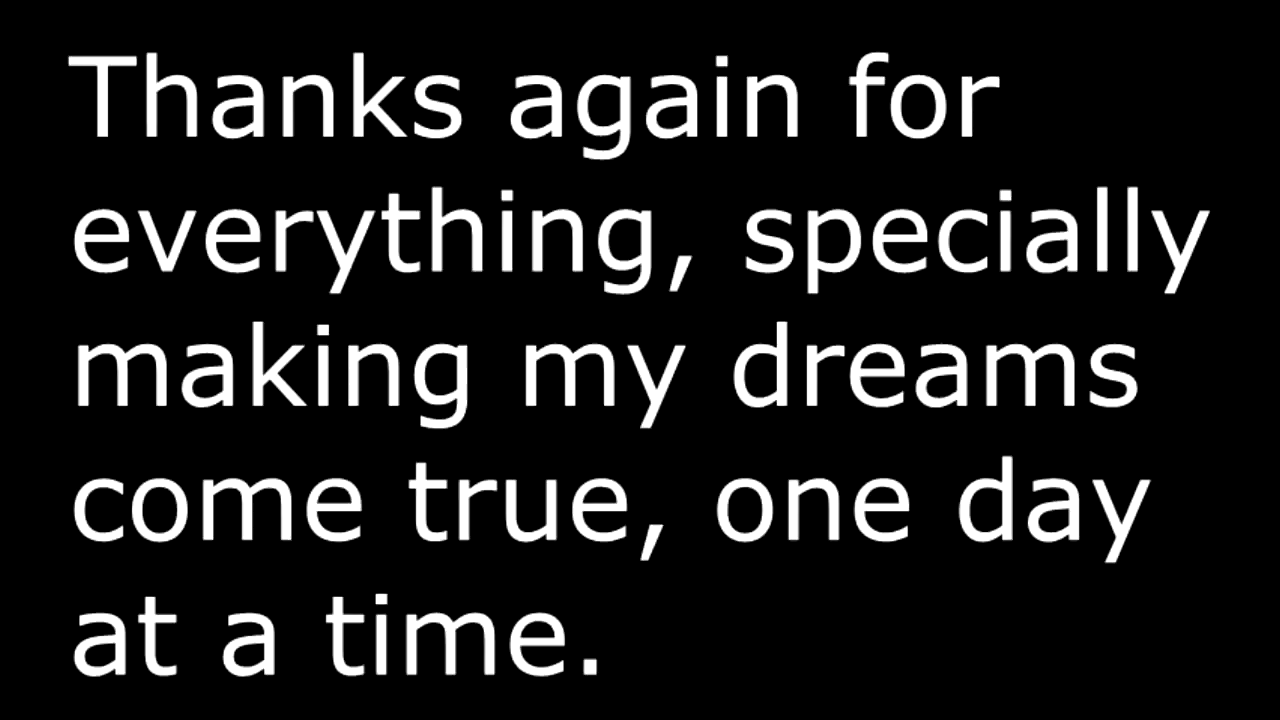 Thanks again for
everything, specially
making my dreams
come true, one day
at a time.